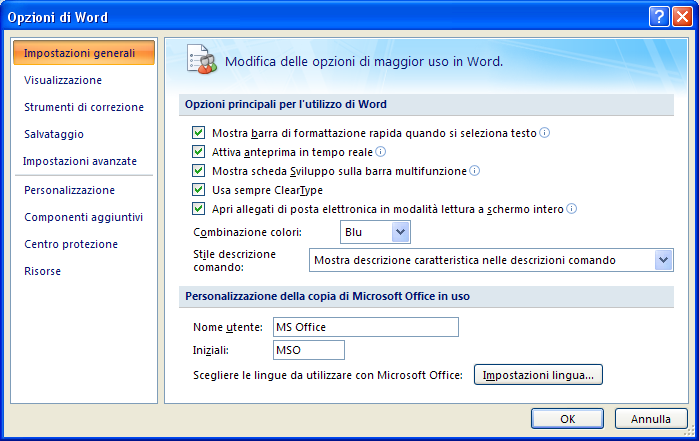 Opzioni di Word
Impostazioni generali
Visualizzazione
Strumenti di correzione
Salvataggio
Impostazioni avanzate
Personalizzazione
Componenti aggiuntivi
Centro protezione
Risorse
Modifica delle opzioni di maggior uso in Word.
Opzioni principali per l'utilizzo di Word
Mostra barra di formattazione rapida quando si seleziona testo
Attiva anteprima in tempo reale
Mostra scheda Sviluppo sulla barra multifunzione
Usa sempre ClearType
Apri allegati di posta elettronica in modalità lettura a schermo intero
Combinazione colori: Blu
Stile descrizione
comando: Mostra descrizione caratteristica nelle descrizioni comando
Personalizzazione della copia di Microsoft Office in uso
Nome utente: MS Office
Iniziali: MSO
Scegliere le lingue da utilizzare con Microsoft Office: Impostazioni lingua...
OK Annulla